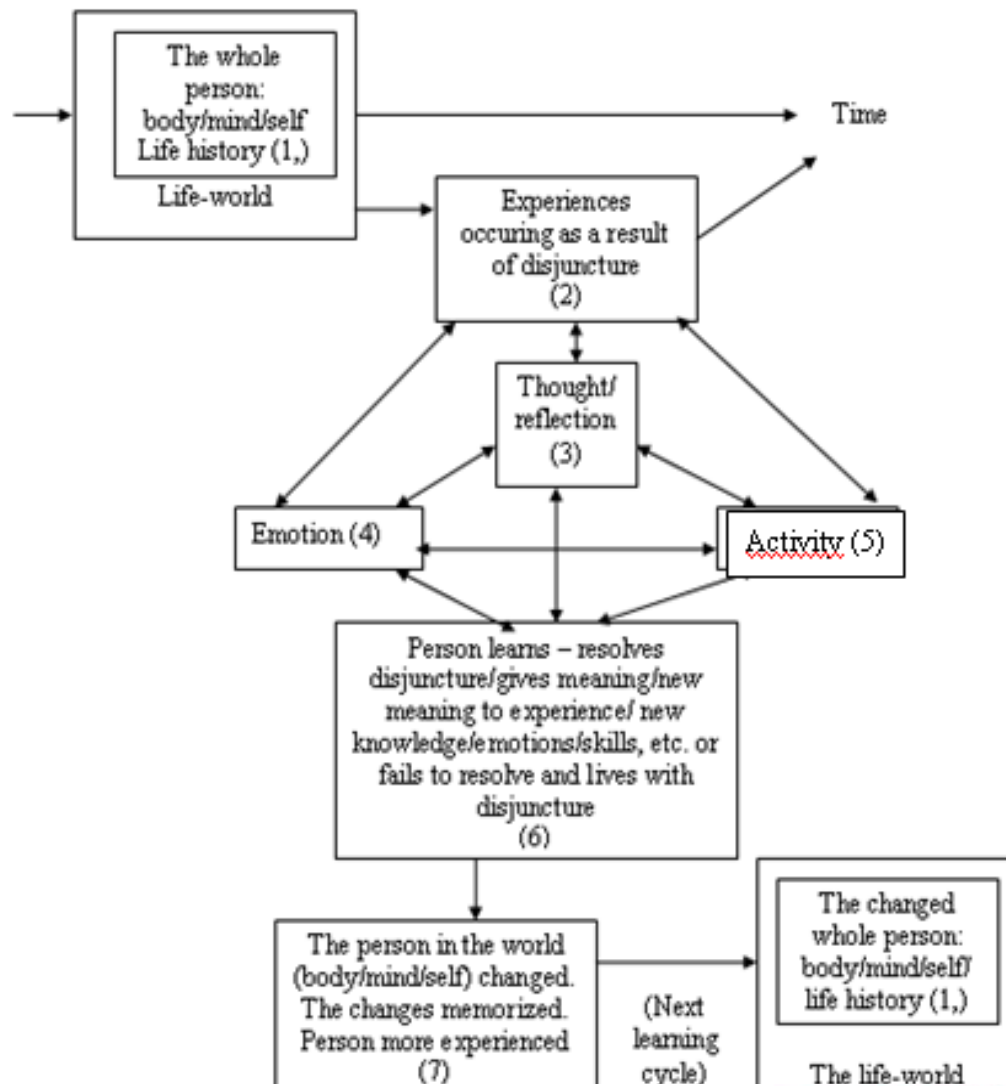 The whole
person:
body/mind/self
Life history (1,)
Life-world
Time
Experiences
occuring as a result
of disjuncture
(2)
Thought/
reflection
(3)
Emotion (4)
Activity (5)
Person learns – resolves
disjuncture/gives meaning/new
meaning to experience/ new
knowledge/emotions/skills, etc. or
fails to resolve and lives with
disjuncture
(6)
The person in the world
(body/mind/self) changed.
The changes memorized.
Person more experienced
(7)
(Next
learning
cycle)
The changed
whole person:
body/mind/self/
life history (1,)
The life-world